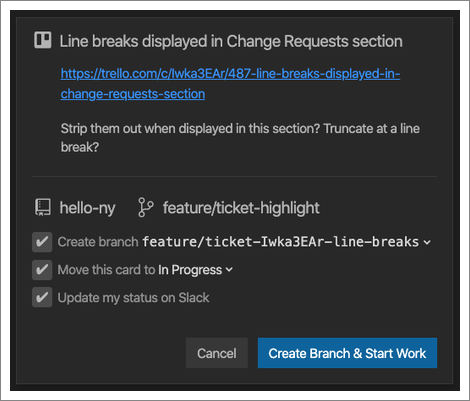 Line breaks displayed in Change Requests section
https://trello.com/c/Iwka3EAr/487-line-breaks-displayed-in-
change-requests-section
Strip them out when displayed in this section? Truncate at a line
break?
hello-ny feature/ticket-highlight
Create branch feature/ticket-Iwka3EAr-line-breaks
Move this card to In Progress
Update my status on Slack
Cancel Create Branch & Start Work